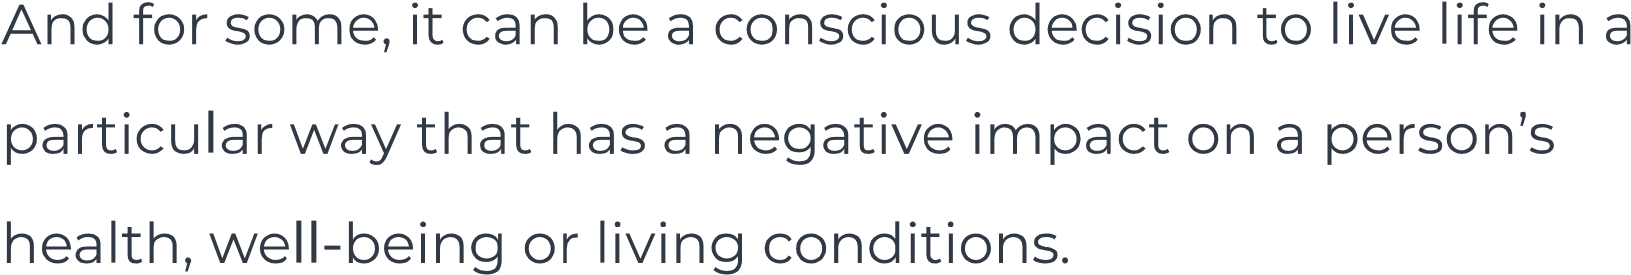 And for some, it can be a conscious decision to live life in a
particular way that has a negative impact on a person’s
health, well-being or living conditions.